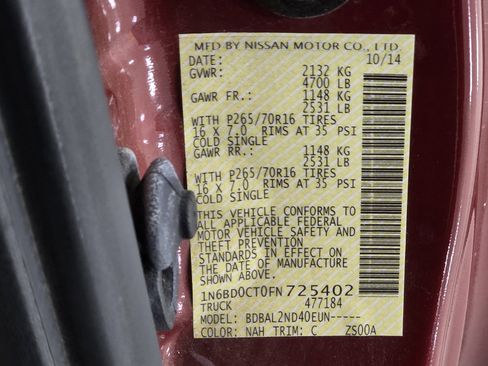 MFD BY NISSAN MOTOR CO., LTD.
DATE: 10/14
GVWR: 2132 KG
4700 LB
GAWR FR.: 1148 KG
2531 LB
WITH P265/70R16 TIRES
16 X 7.0 RIMS AT 35 PSI
COLD SINGLE
GAWR RR.: 1148 KG
2531 LB
WITH P265/70R16 TIRES
16 X 7.0 RIMS AT 35 PSI
COLD SINGLE
THIS VEHICLE CONFORMS TO
ALL APPLICABLE FEDERAL
MOTOR VEHICLE SAFETY AND
THEFT PREVENTION
STANDARDS IN EFFECT ON
THE DATE OF MANUFACTURE
SHOWN ABOVE.
1N6BD0CT0FN725402
TRUCK 477184
MODEL: BDBAL2ND40EUN-----
COLOR: NAH TRIM: C ZS00A